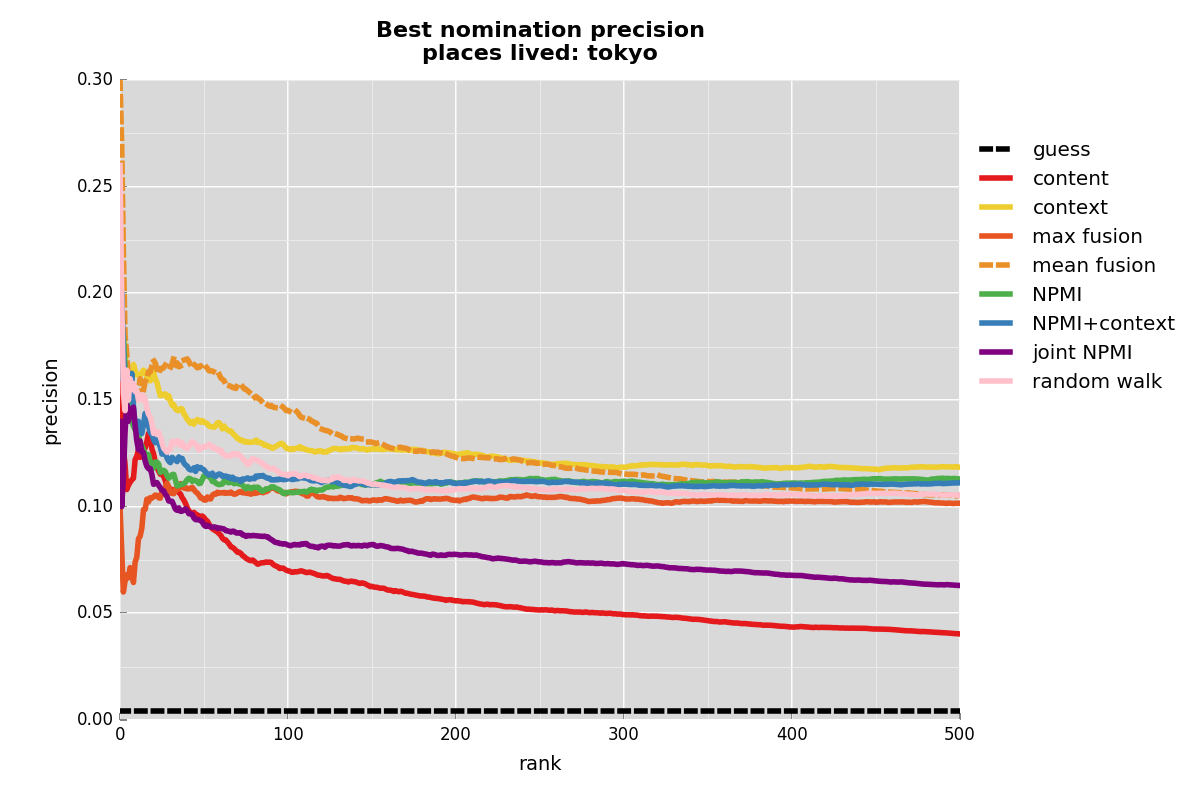 Best nomination precision
places lived: tokyo
precision
0.30
0.25
0.20
0.15
0.10
0.05
0.00
0
100
200
300
400
500
rank
guess
content
context
max fusion
mean fusion
NPMI
NPMI+context
joint NPMI
random walk